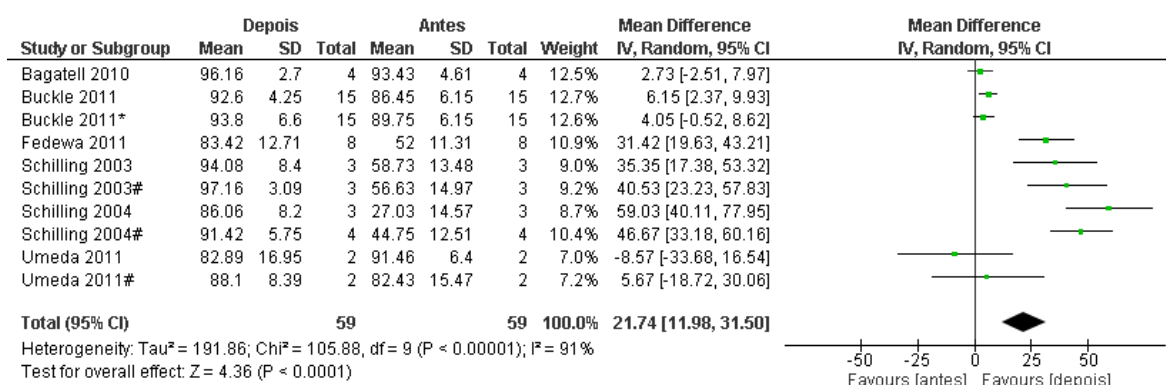 Depois Antes Mean Difference Mean Difference
Study or Subgroup Mean SD Total Mean SD Total Weight IV, Random, 95% CI IV, Random, 95% CI
Bagatell 2010 96.16 2.7 4 93.43 4.61 4 12.5% 2.73 [-2.51, 7.97]
Buckle 2011 92.6 4.25 15 86.45 6.15 15 12.7% 6.15 [2.37, 9.93]
Buckle 2011* 93.8 6.6 15 89.75 6.15 15 12.6% 4.05 [-0.52, 8.62]
Fedewa 2011 83.42 12.71 8 52 11.31 8 10.9% 31.42 [19.63, 43.21]
Schilling 2003 94.08 8.4 3 58.73 13.48 3 9.0% 35.35 [17.38, 53.32]
Schilling 2003# 97.16 3.09 3 56.63 14.97 3 9.2% 40.53 [23.23, 57.83]
Schilling 2004 86.06 8.2 3 27.03 14.57 3 8.7% 59.03 [40.11, 77.95]
Schilling 2004# 91.42 5.75 4 44.75 12.51 4 10.4% 46.67 [33.18, 60.16]
Umeda 2011 82.89 16.95 2 91.46 6.4 2 7.0% -8.57 [-33.68, 16.54]
Umeda 2011# 88.1 8.39 2 82.43 15.47 2 7.2% 5.67 [-18.72, 30.06]
Total (95% CI) 59 59 100.0% 21.74 [11.98, 31.50]
Heterogeneity: Tau² = 191.86; Chi² = 105.88, df = 9 (P < 0.00001); I² = 91%
Test for overall effect: Z = 4.36 (P < 0.0001)
-50 -25 0 25 50
Favours [antes] Favours [depois]